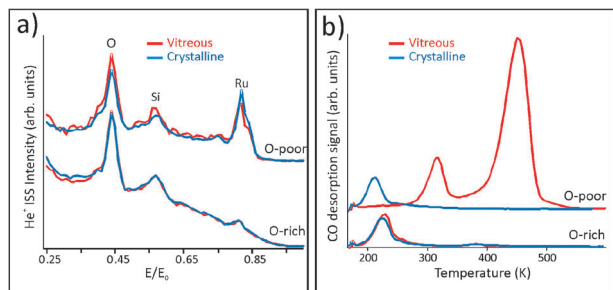 a)
O
Vitreous
Crystalline
Si
Ru
O-poor
O-rich
He⁺ ISS Intensity (arb. units)
0.25
0.45
0.65
0.85
E/E₀
b)
Vitreous
Crystalline
O-poor
O-rich
CO desorption signal (arb. units)
200
300
400
500
Temperature (K)